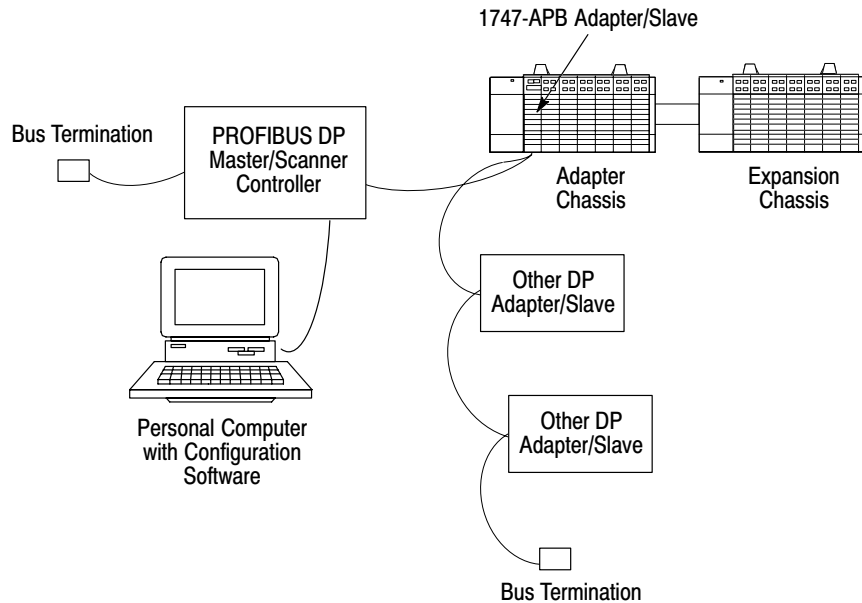 1747-APB Adapter/Slave
Bus Termination
PROFIBUS DP
Master/Scanner
Controller
Adapter
Chassis
Expansion
Chassis
Other DP
Adapter/Slave
Personal Computer
with Configuration
Software
Other DP
Adapter/Slave
Bus Termination